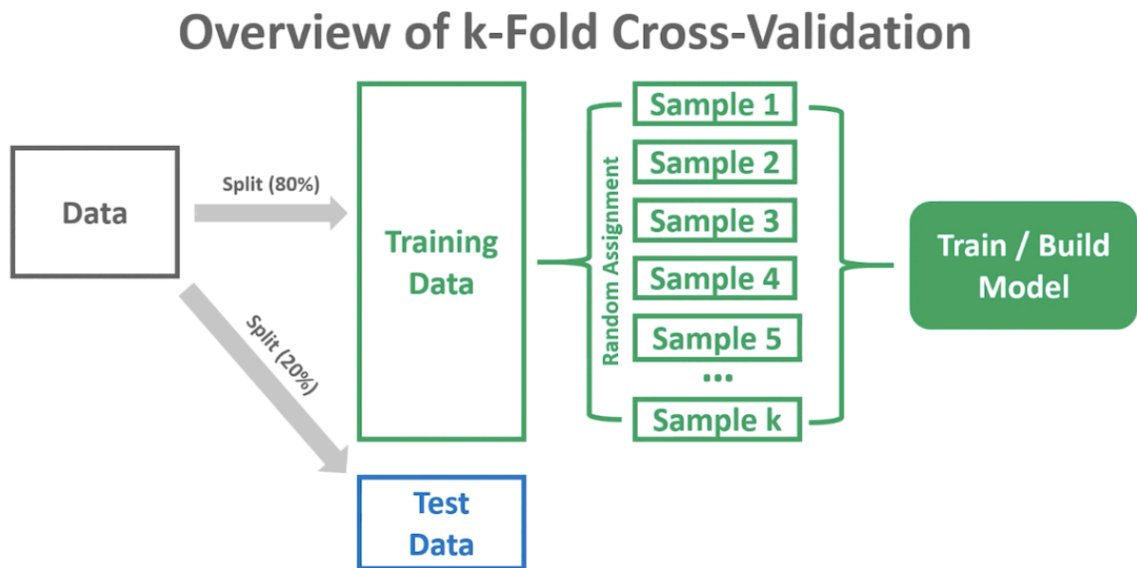 Overview of k-Fold Cross-Validation
Data
Split (80%)
Split (20%)
Training
Data
Test
Data
Random Assignment
Sample 1
Sample 2
Sample 3
Sample 4
Sample 5
...
Sample k
Train / Build
Model